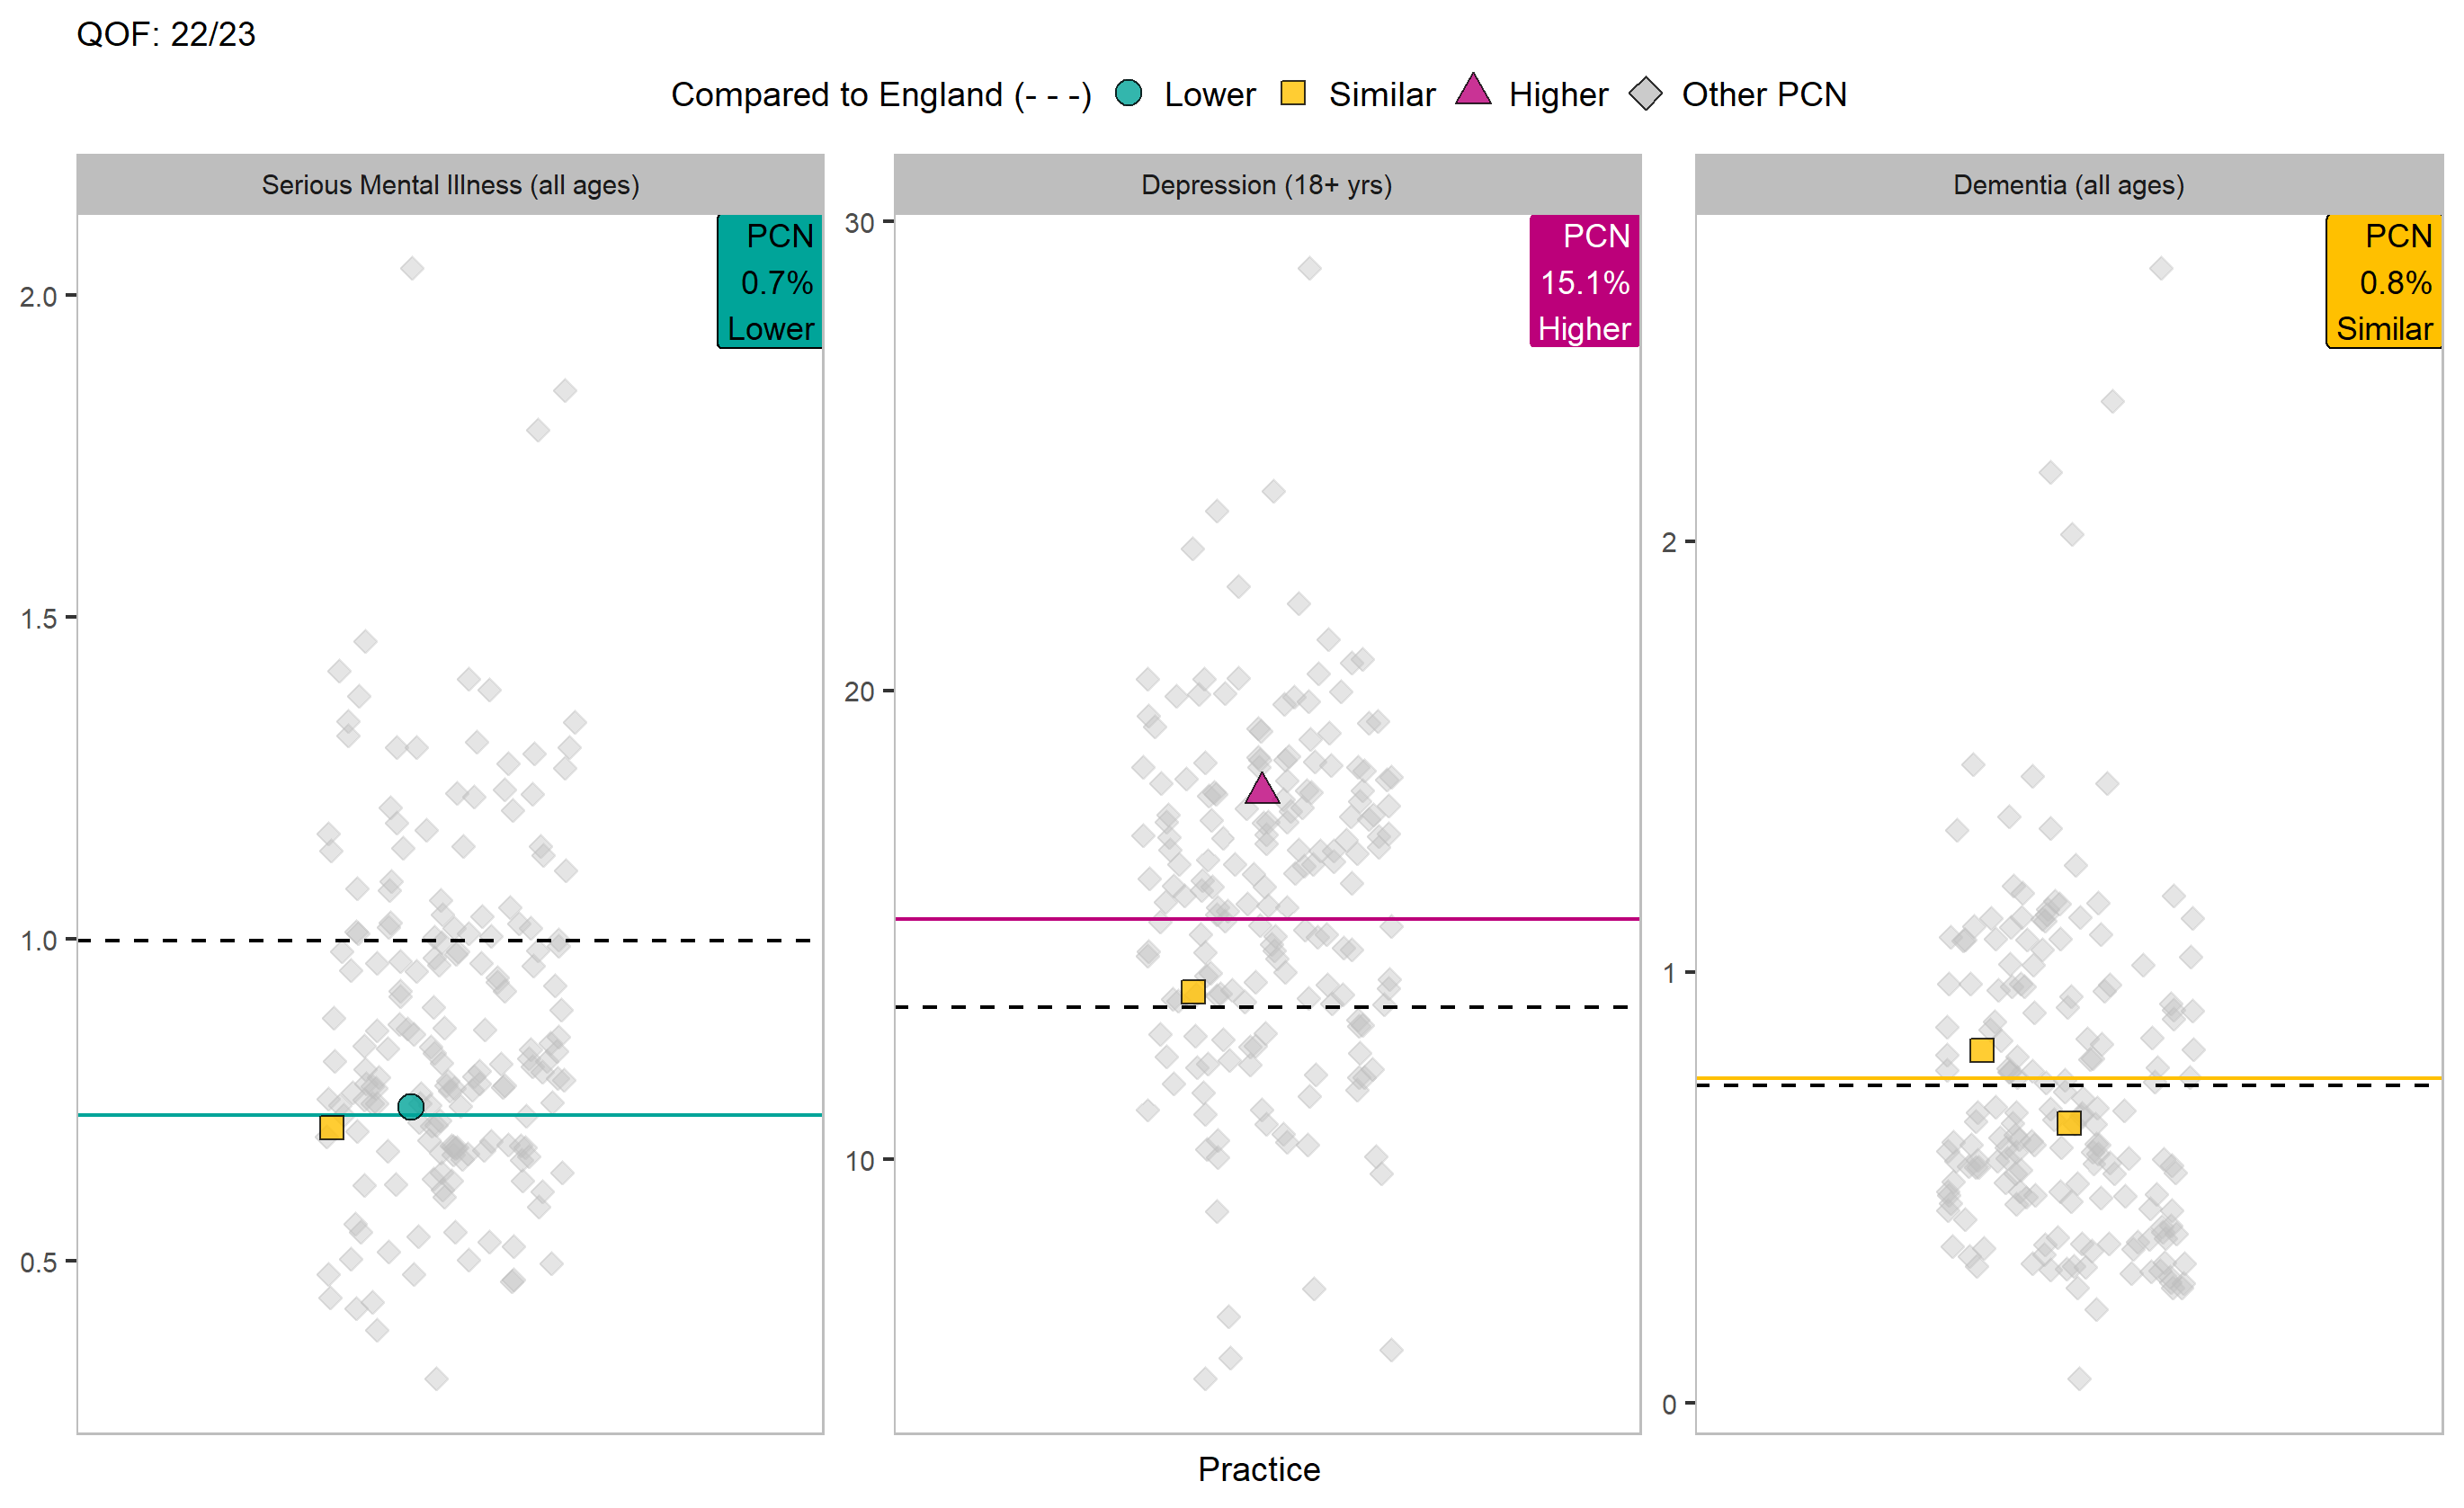 QOF: 22/23
Compared to England (- - -) Lower Similar Higher Other PCN
Serious Mental Illness (all ages)
PCN
0.7%
Lower
2.0
1.5
1.0
0.5
Depression (18+ yrs)
PCN
15.1%
Higher
30
20
10
Dementia (all ages)
PCN
0.8%
Similar
2
1
0
Practice